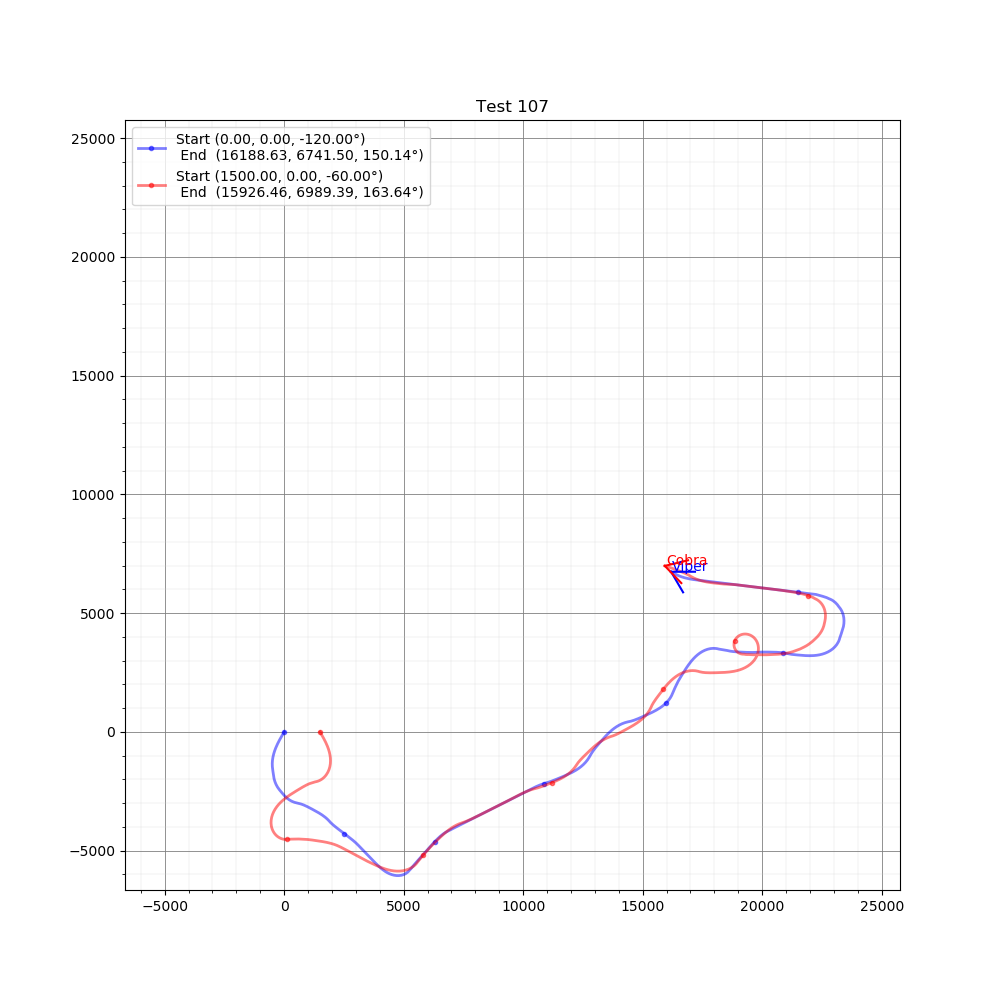 Test 107
Start (0.00, 0.00, -120.00°)
End (16188.63, 6741.50, 150.14°)
Start (1500.00, 0.00, -60.00°)
End (15926.46, 6989.39, 163.64°)
25000
20000
15000
10000
5000
0
−5000
Cobra
Viper
−5000
0
5000
10000
15000
20000
25000